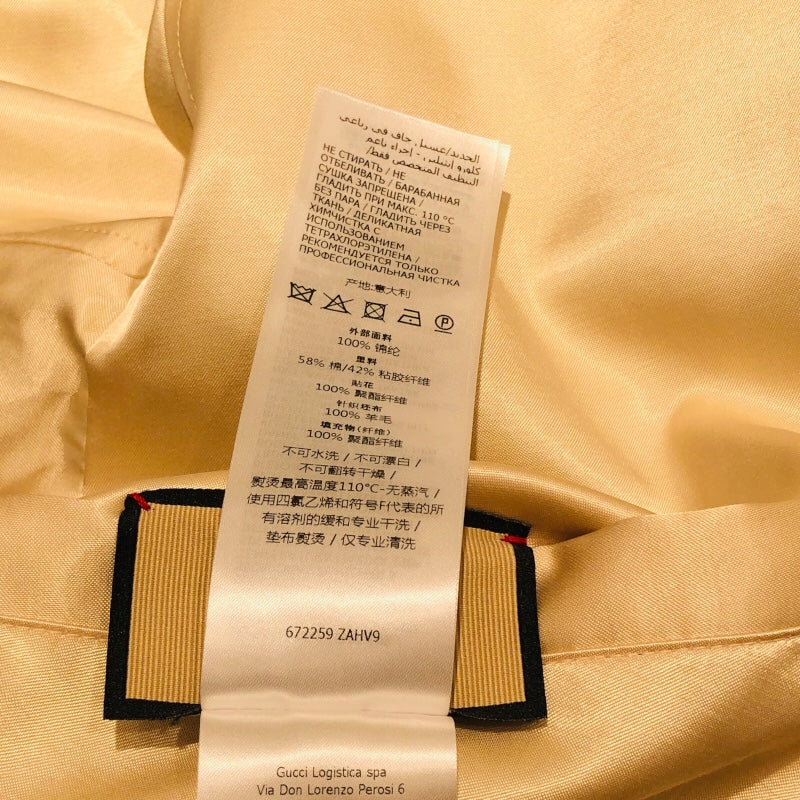 الحديد/غسيل جاف في رباعي
كلورو إيثيلين - إجراء ناعم
التنظيف المتخصص فقط/
НЕ СТИРАТЬ / НЕ
ОТБЕЛИВАТЬ / БАРАБАННАЯ
СУШКА ЗАПРЕЩЕНА /
ГЛАДИТЬ ПРИ МАКС. 110 °C
БЕЗ ПАРА / ГЛАДИТЬ ЧЕРЕЗ
ТКАНЬ / ДЕЛИКАТНАЯ
ХИМЧИСТКА С
ИСПОЛЬЗОВАНИЕМ
ТЕТРАХЛОРЭТИЛЕНА /
РЕКОМЕНДУЕТСЯ ТОЛЬКО
ПРОФЕССИОНАЛЬНАЯ ЧИСТКА
产地:意大利
P
外部面料
100% 锦纶
里料
58% 棉/42% 粘胶纤维
贴花
100% 聚酯纤维
针织坯布
100% 羊毛
填充物(纤维)
100% 聚酯纤维
不可水洗 / 不可漂白 /
不可翻转干燥 /
熨烫最高温度110°C-无蒸汽 /
使用四氯乙烯和符号F代表的所
有溶剂的缓和专业干洗 /
垫布熨烫 / 仅专业清洗
672259 ZAHV9
Gucci Logistica spa
Via Don Lorenzo Perosi 6